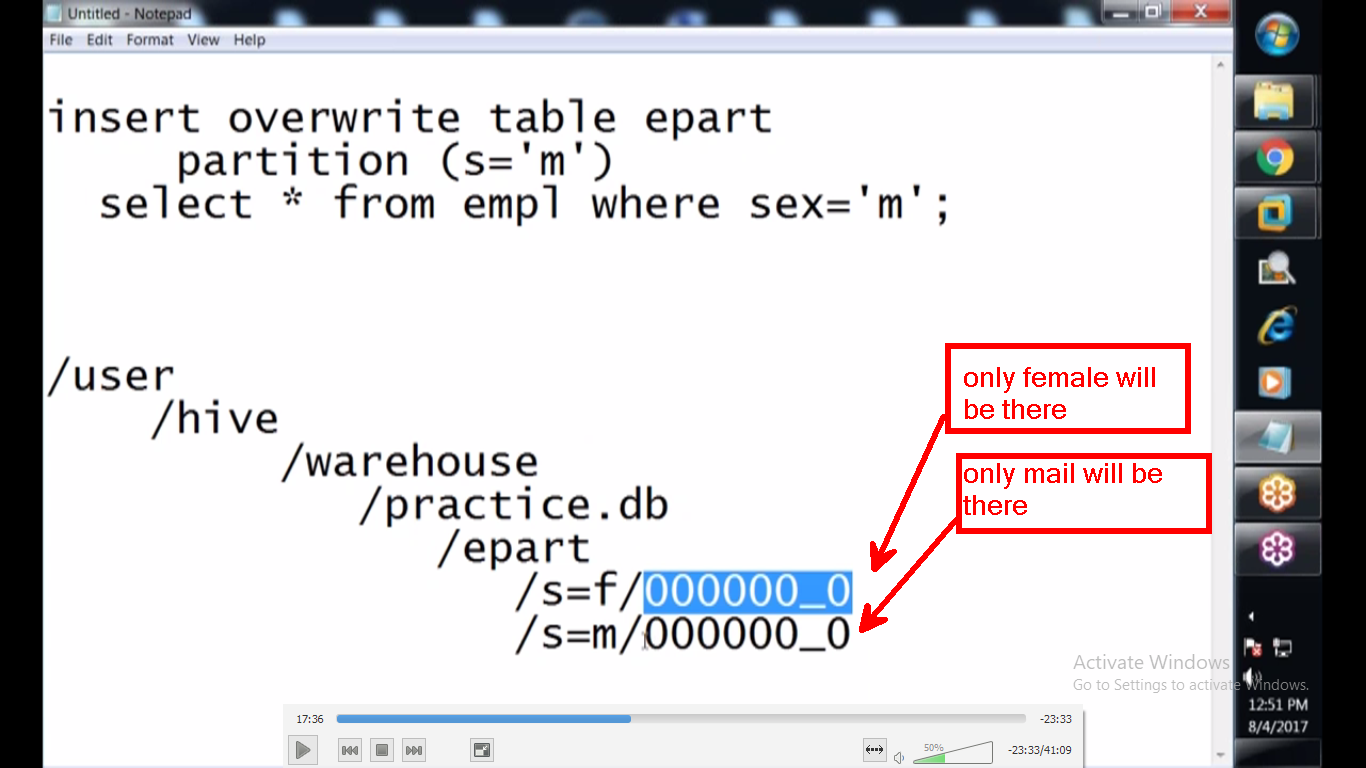 Untitled - Notepad
File Edit Format View Help
insert overwrite table epart
partition (s='m')
select * from empl where sex='m';
/user
/hive
/warehouse
/practice.db
/epart
/s=f/000000_0
/s=m/000000_0
only female will
be there
only mail will be
there
Activate Windows
Go to Settings to activate Windows.
12:51 PM
8/4/2017
17:36
-23:33
50%
-23:33/41:09